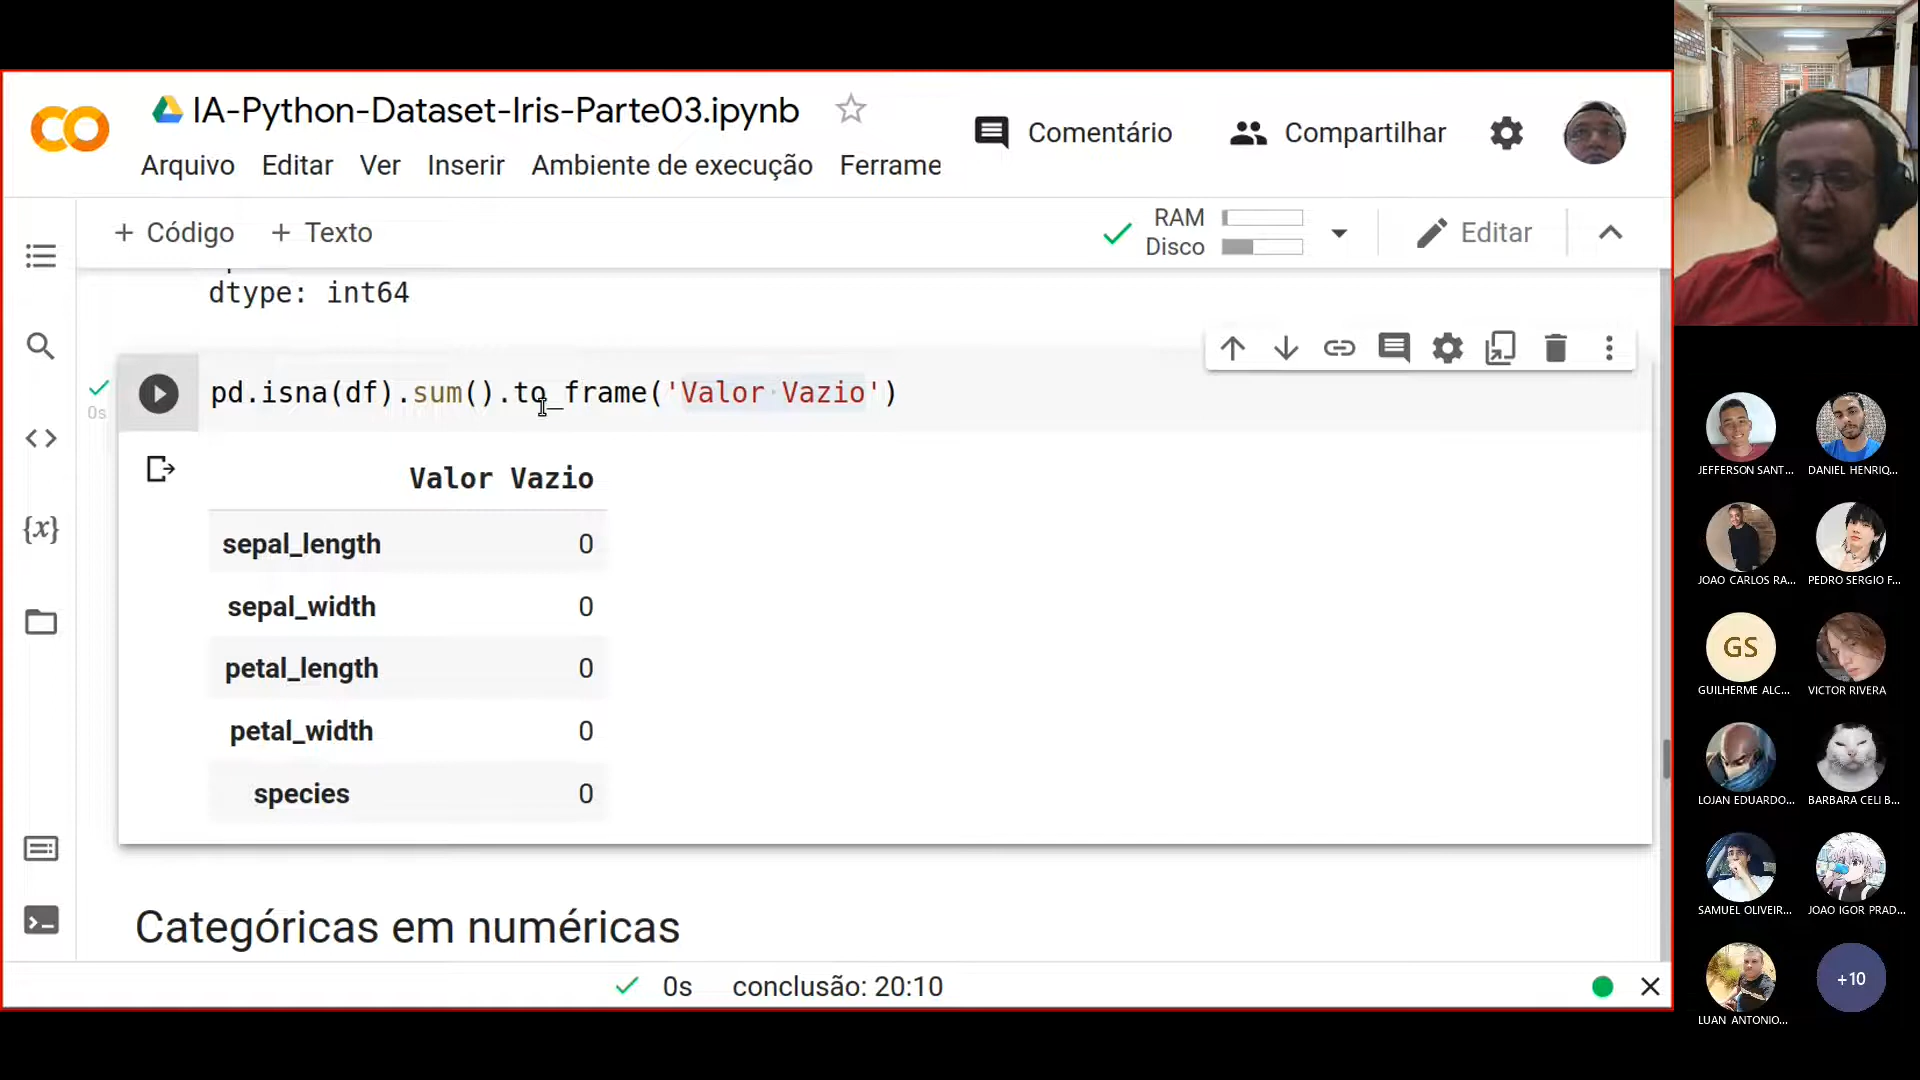 IA-Python-Dataset-Iris-Parte03.ipynb
Arquivo Editar Ver Inserir Ambiente de execução Ferrame
Comentário Compartilhar
+ Código + Texto
RAM
Disco
Editar
dtype: int64
0s
pd.isna(df).sum().to_frame('Valor Vazio')
Valor Vazio
sepal_length 0
sepal_width 0
petal_length 0
petal_width 0
species 0
Categóricas em numéricas
0s conclusão: 20:10
JEFFERSON SANT... DANIEL HENRIQ...
JOAO CARLOS RA... PEDRO SERGIO F...
GS
GUILHERME ALC... VICTOR RIVERA
LOJAN EDUARDO... BARBARA CELI B...
SAMUEL OLIVEIR... JOAO IGOR PRAD...
+10
LUAN ANTONIO...